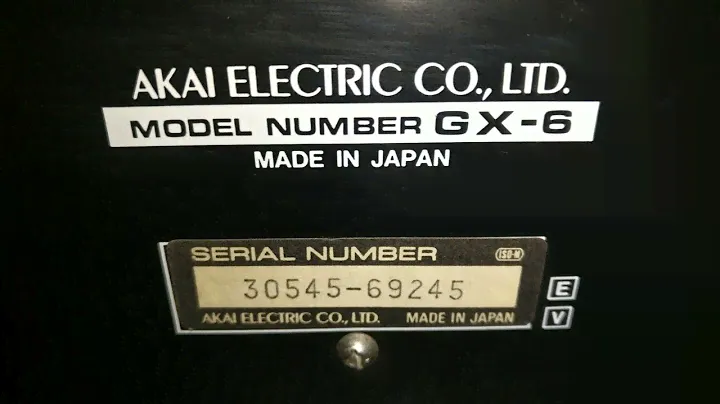 AKAI ELECTRIC CO., LTD.
MODEL NUMBER GX-6
MADE IN JAPAN
SERIAL NUMBER ISO-M
30545-69245
AKAI ELECTRIC CO., LTD. MADE IN JAPAN
E
V